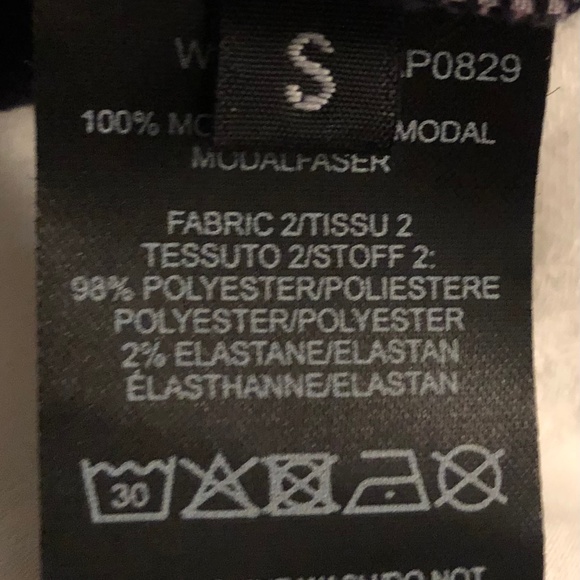 S
.P0829
100% MODAL
MODALFASER
FABRIC 2/TISSU 2
TESSUTO 2/STOFF 2:
98% POLYESTER/POLIESTERE
POLYESTER/POLYESTER
2% ELASTANE/ELASTAN
ÉLASTHANNE/ELASTAN
30